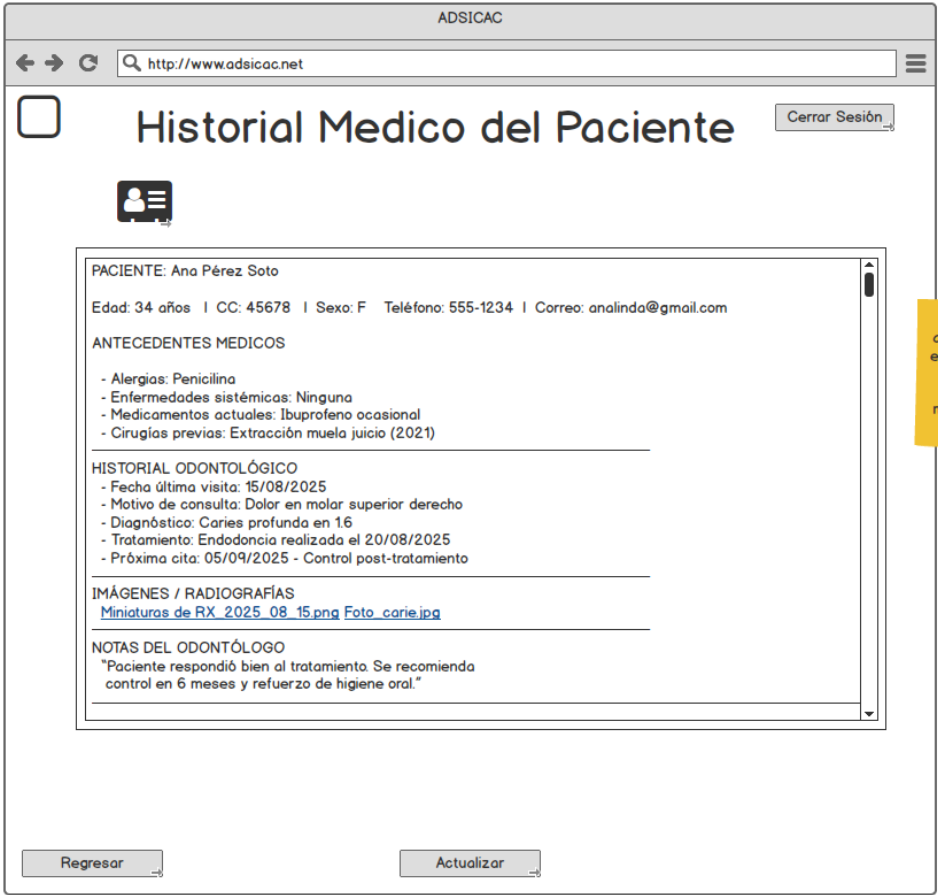 ADSICAC
http://www.adsicac.net
Historial Medico del Paciente
Cerrar Sesión
PACIENTE: Ana Pérez Soto
Edad: 34 años | CC: 45678 | Sexo: F Teléfono: 555-1234 | Correo: analinda@gmail.com
ANTECEDENTES MEDICOS
- Alergias: Penicilina
- Enfermedades sistémicas: Ninguna
- Medicamentos actuales: Ibuprofeno ocasional
- Cirugías previas: Extracción muela juicio (2021)
HISTORIAL ODONTOLÓGICO
- Fecha última visita: 15/08/2025
- Motivo de consulta: Dolor en molar superior derecho
- Diagnóstico: Caries profunda en 1.6
- Tratamiento: Endodoncia realizada el 20/08/2025
- Próxima cita: 05/09/2025 - Control post-tratamiento
IMÁGENES / RADIOGRAFÍAS
Miniaturas de RX_2025_08_15.png Foto_carie.jpg
NOTAS DEL ODONTÓLOGO
"Paciente respondió bien al tratamiento. Se recomienda
control en 6 meses y refuerzo de higiene oral."
Regresar
Actualizar